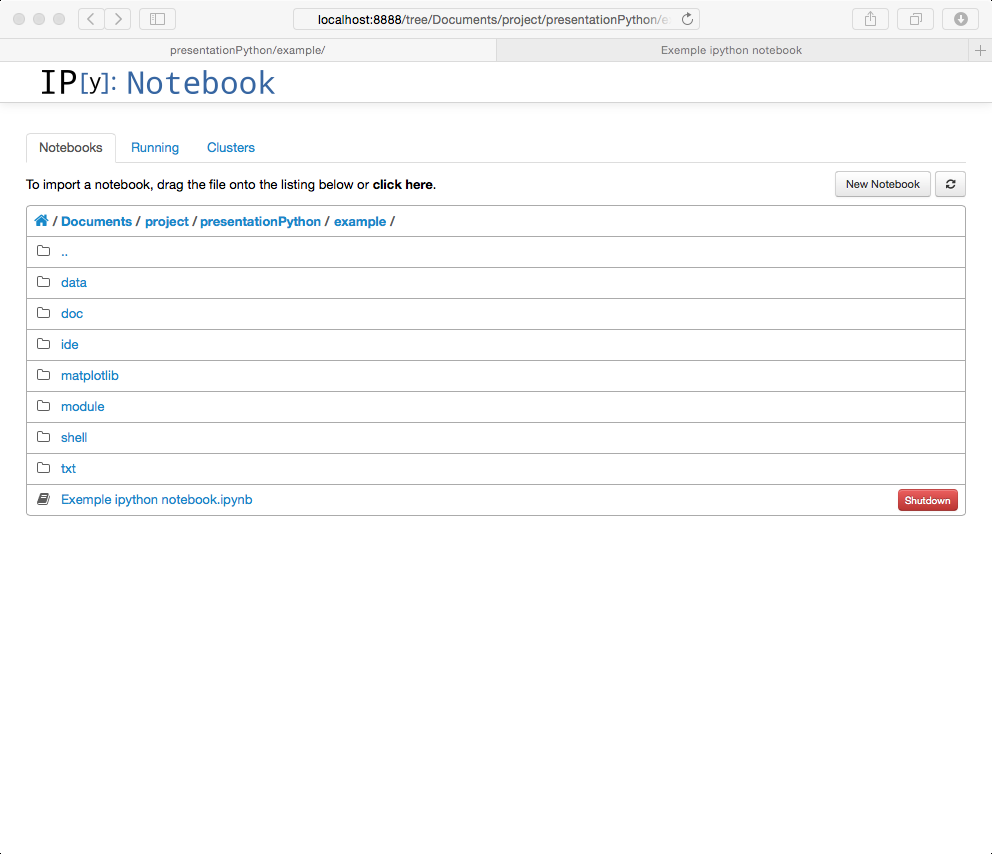 localhost:8888/tree/Documents/project/presentationPython/e
presentationPython/example/ Exemple ipython notebook
IP[y]: Notebook
Notebooks Running Clusters
To import a notebook, drag the file onto the listing below or click here. New Notebook
/ Documents / project / presentationPython / example /
..
data
doc
ide
matplotlib
module
shell
txt
Exemple ipython notebook.ipynb Shutdown